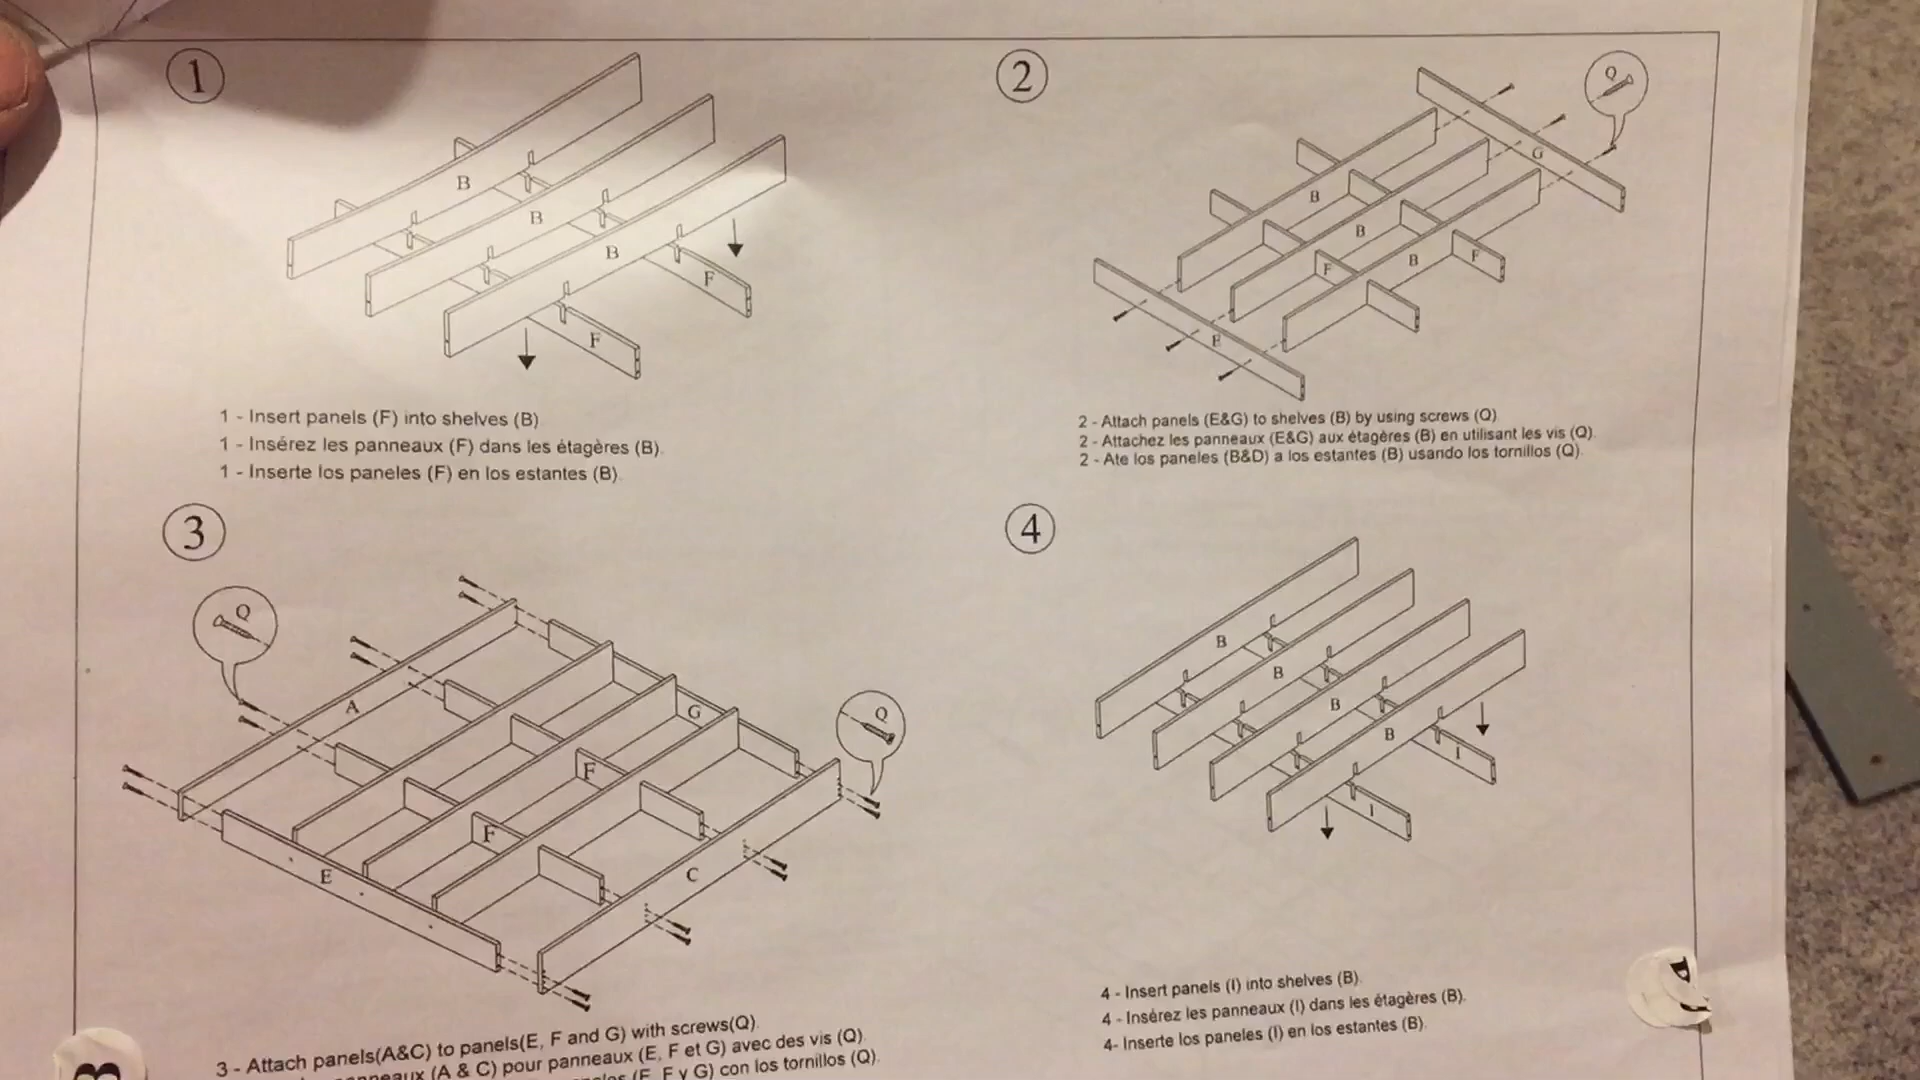 1
B
B
B
F
F
1 - Insert panels (F) into shelves (B)
1 - Insérez les panneaux (F) dans les étagères (B).
1 - Inserte los paneles (F) en los estantes (B).
2
Q
G
B
B
B
F
F
E
2 - Attach panels (E&G) to shelves (B) by using screws (Q).
2 - Attachez les panneaux (E&G) aux étagères (B) en utilisant les vis (Q).
2 - Ate los paneles (B&D) a los estantes (B) usando los tornillos (Q).
3
Q
A
G
Q
F
F
E
C
3 - Attach panels(A&C) to panels(E, F and G) with screws(Q).
(A & C) pour panneaux (E, F et G) avec des vis (Q).
(E, F y G) con los tornillos (Q).
4
B
B
B
B
I
I
4 - Insert panels (I) into shelves (B).
4 - Insérez les panneaux (I) dans les étagères (B).
4- Inserte los paneles (I) en los estantes (B).
B